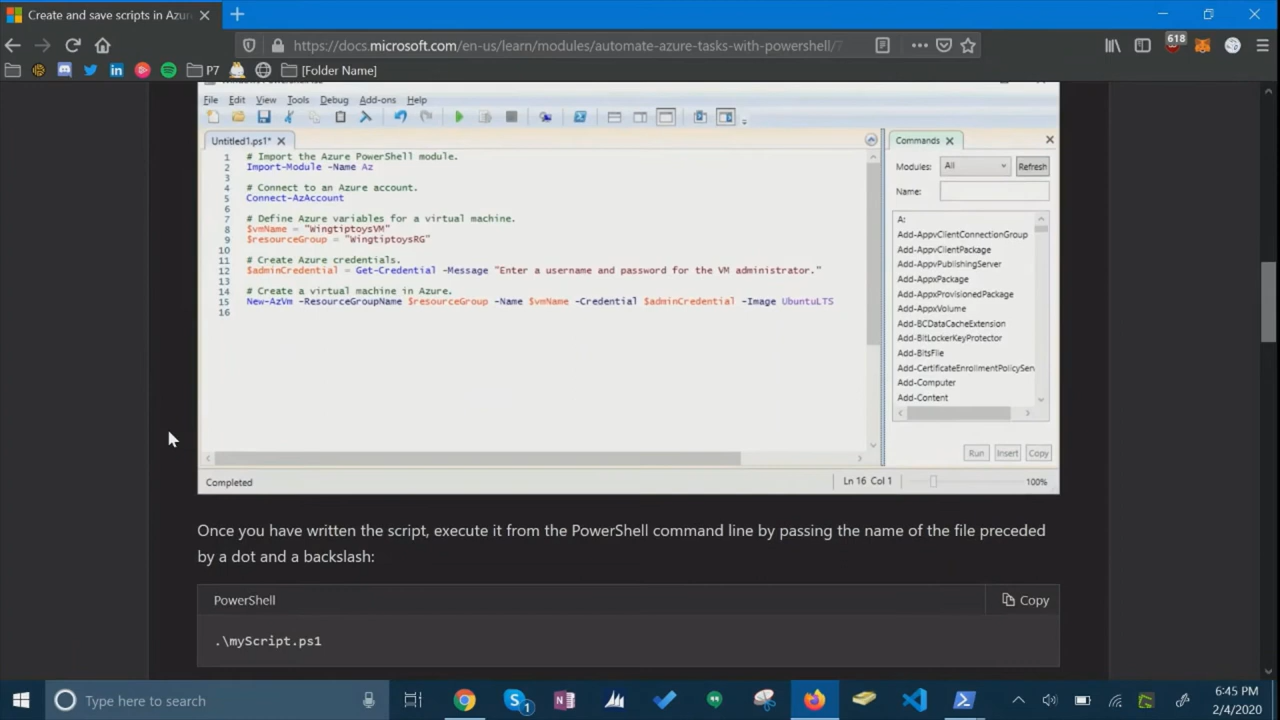 Create and save scripts in Azur
https://docs.microsoft.com/en-us/learn/modules/automate-azure-tasks-with-powershell/7
618
P7
[Folder Name]
File Edit View Tools Debug Add-ons Help
Untitled1.ps1*
1 # Import the Azure PowerShell module.
2 Import-Module -Name Az
3
4 # Connect to an Azure account.
5 Connect-AzAccount
6
7 # Define Azure variables for a virtual machine.
8 $vmName = "WingtiptoysVM"
9 $resourceGroup = "WingtiptoysRG"
10
11 # Create Azure credentials.
12 $adminCredential = Get-Credential -Message "Enter a username and password for the VM administrator."
13
14 # Create a virtual machine in Azure.
15 New-AzVm -ResourceGroupName $resourceGroup -Name $vmName -Credential $adminCredential -Image UbuntuLTS
16
Commands
Modules: All Refresh
Name:
A:
Add-AppvClientConnectionGroup
Add-AppvClientPackage
Add-AppvPublishingServer
Add-AppxPackage
Add-AppxProvisionedPackage
Add-AppxVolume
Add-BCDataCacheExtension
Add-BitLockerKeyProtector
Add-BitsFile
Add-CertificateEnrollmentPolicySer
Add-Computer
Add-Content
Run Insert Copy
Completed
Ln 16 Col 1
100%
Once you have written the script, execute it from the PowerShell command line by passing the name of the file preceded
by a dot and a backslash:
PowerShell
Copy
.\myScript.ps1
Type here to search
1
6:45 PM
2/4/2020